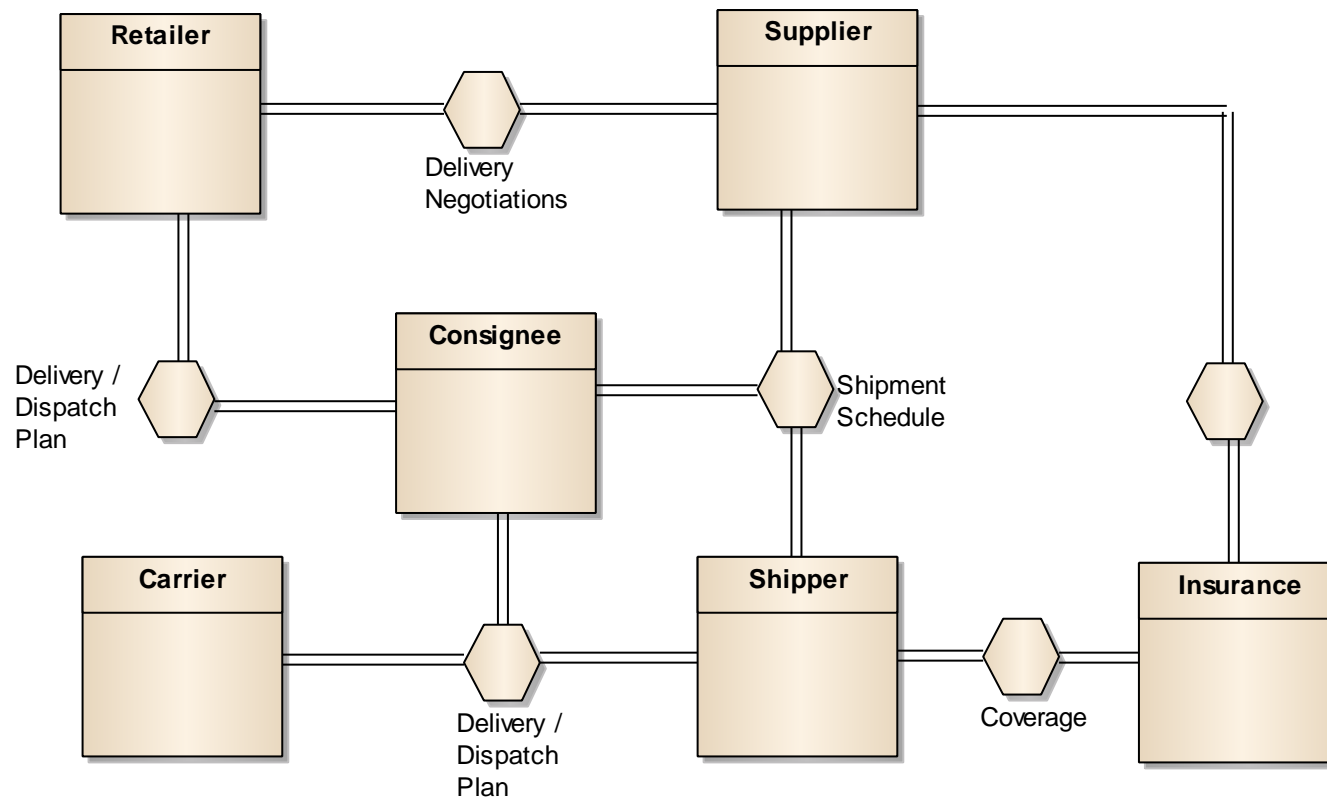 Retailer
Supplier
Delivery
Negotiations
Consignee
Delivery /
Dispatch
Plan
Shipment
Schedule
Carrier
Shipper
Insurance
Delivery /
Dispatch
Plan
Coverage